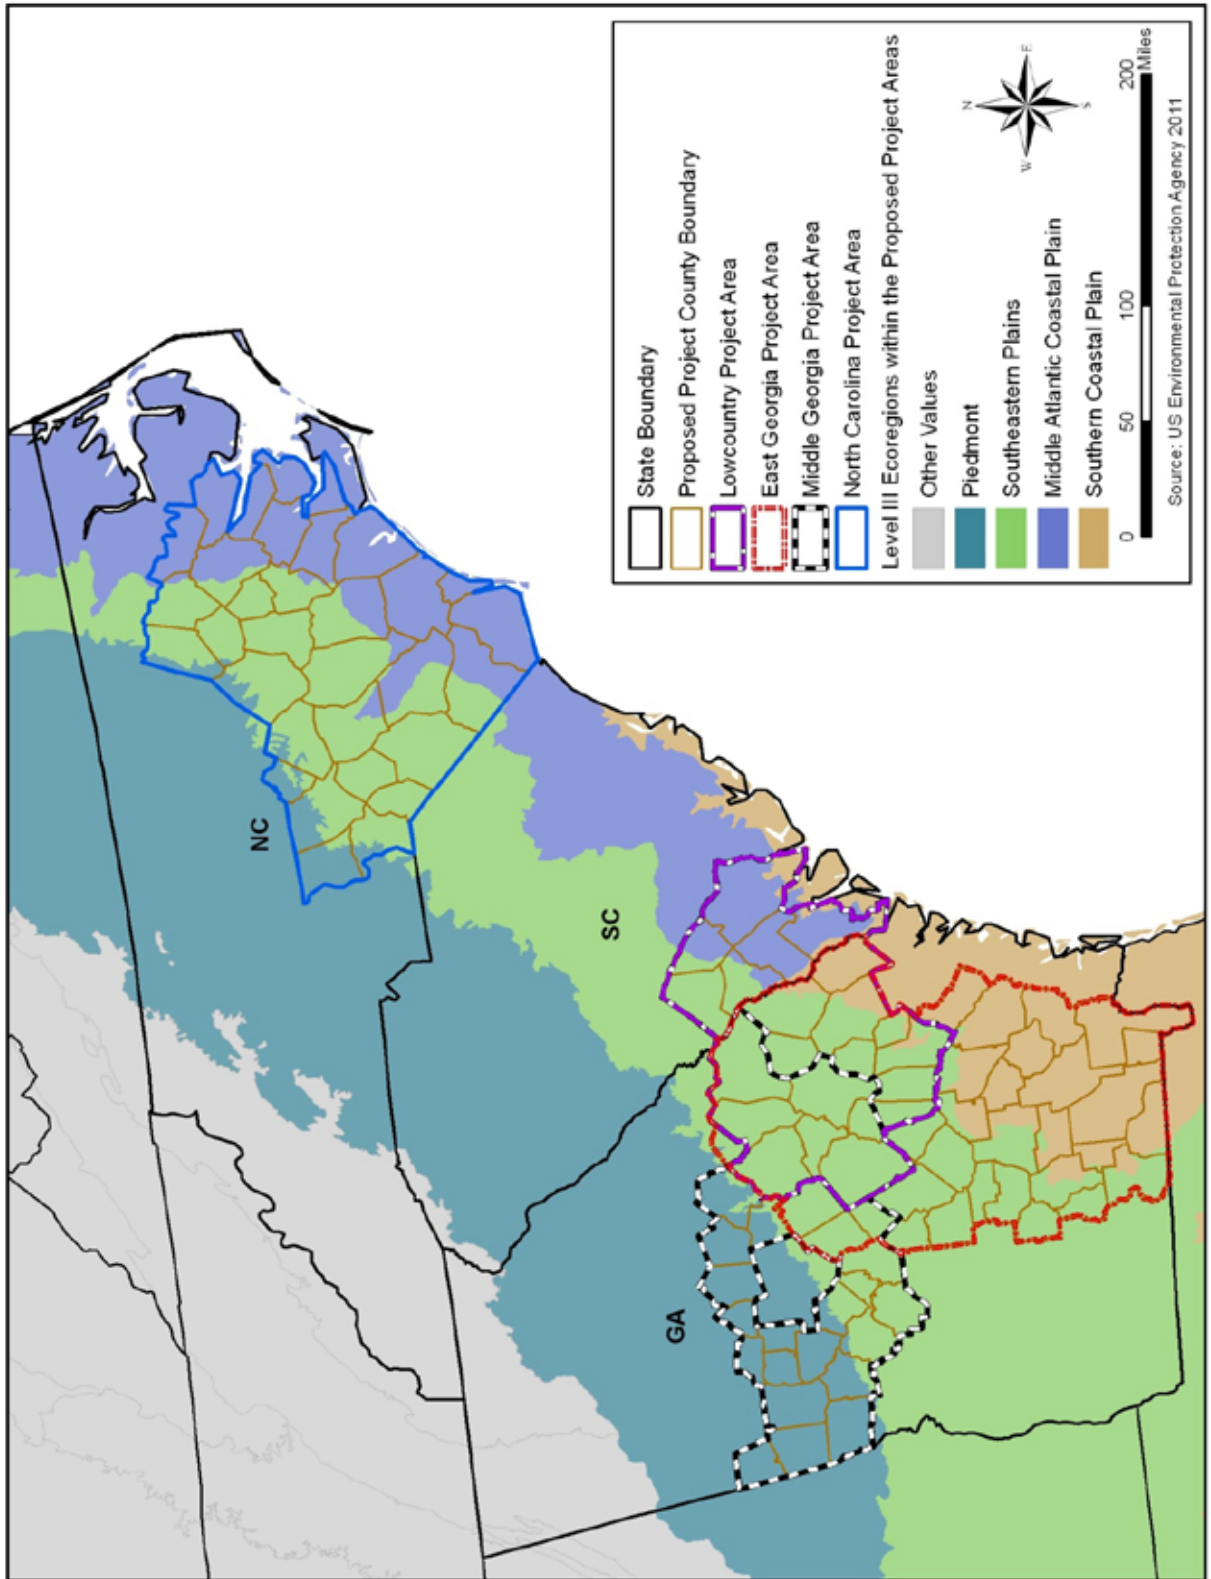 NC
SC
GA
State Boundary
Proposed Project County Boundary
Lowcountry Project Area
East Georgia Project Area
Middle Georgia Project Area
North Carolina Project Area
Level III Ecoregions within the Proposed Project Areas
Other Values
Piedmont
Southeastern Plains
Middle Atlantic Coastal Plain
Southern Coastal Plain
N
W
E
S
0 50 100 200
Miles
Source: US Environmental Protection Agency 2011